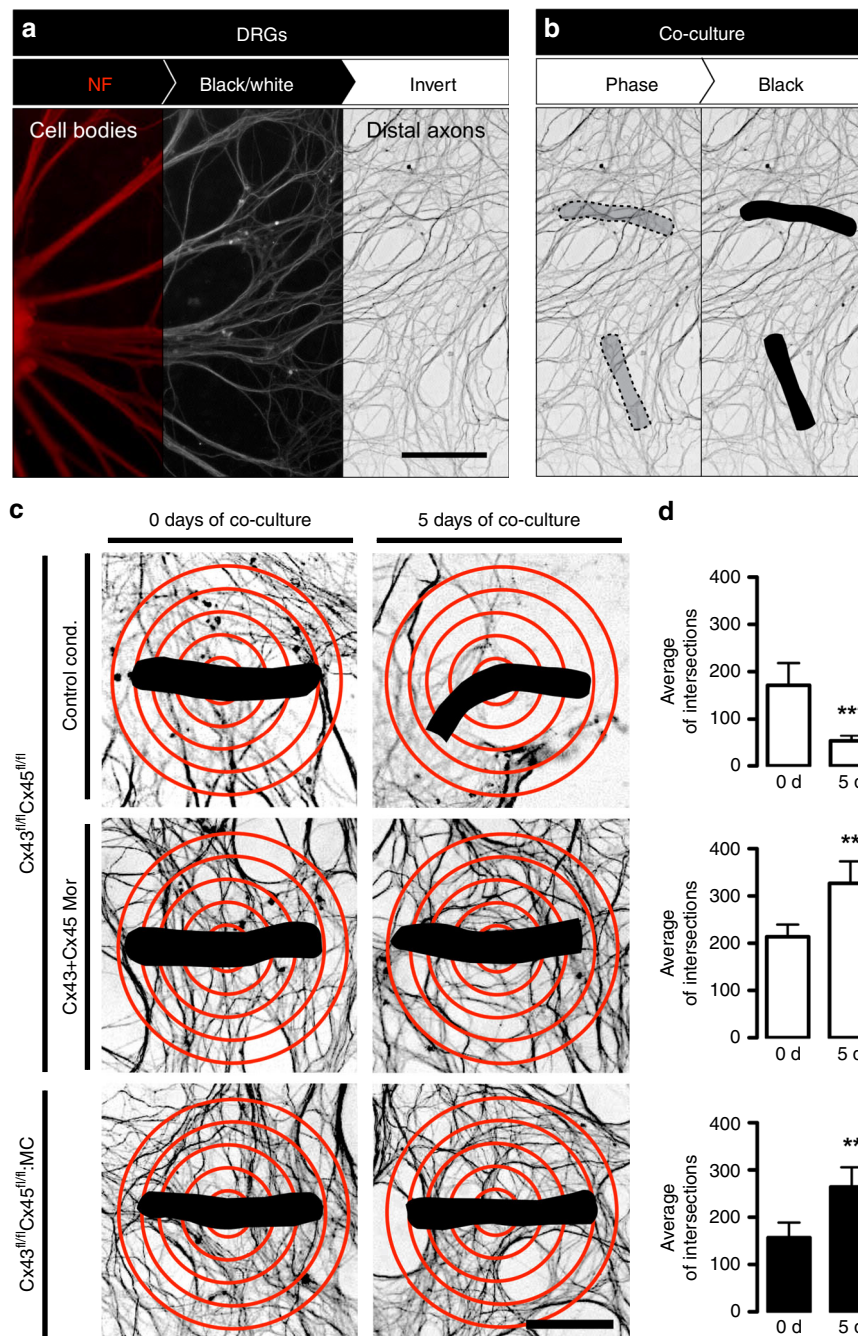 a
DRGs
NF
Black/white
Invert
Cell bodies
Distal axons
b
Co-culture
Phase
Black
c
0 days of co-culture
5 days of co-culture
Cx43fl/flCx45fl/fl
Control cond.
Cx43+Cx45 Mor
Cx43fl/flCx45fl/fl:MC
d
Average
of intersections
400
300
200
100
0
**
0 d
5 d
Average
of intersections
400
300
200
100
0
**
0 d
5 d
Average
of intersections
400
300
200
100
0
**
0 d
5 d